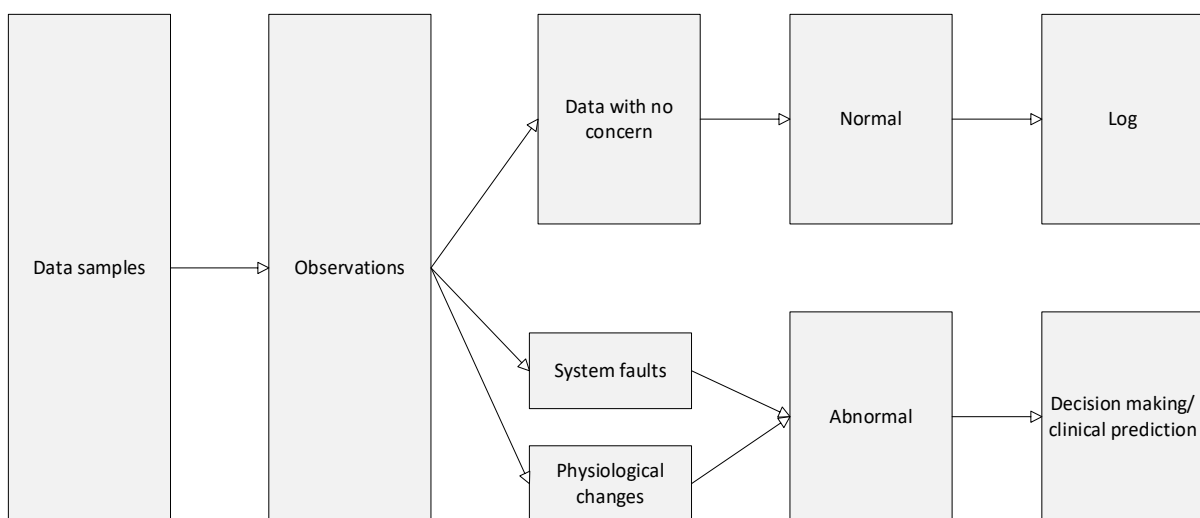 Data samples
Observations
Data with no
concern
Normal
Log
System faults
Physiological
changes
Abnormal
Decision making/
clinical prediction